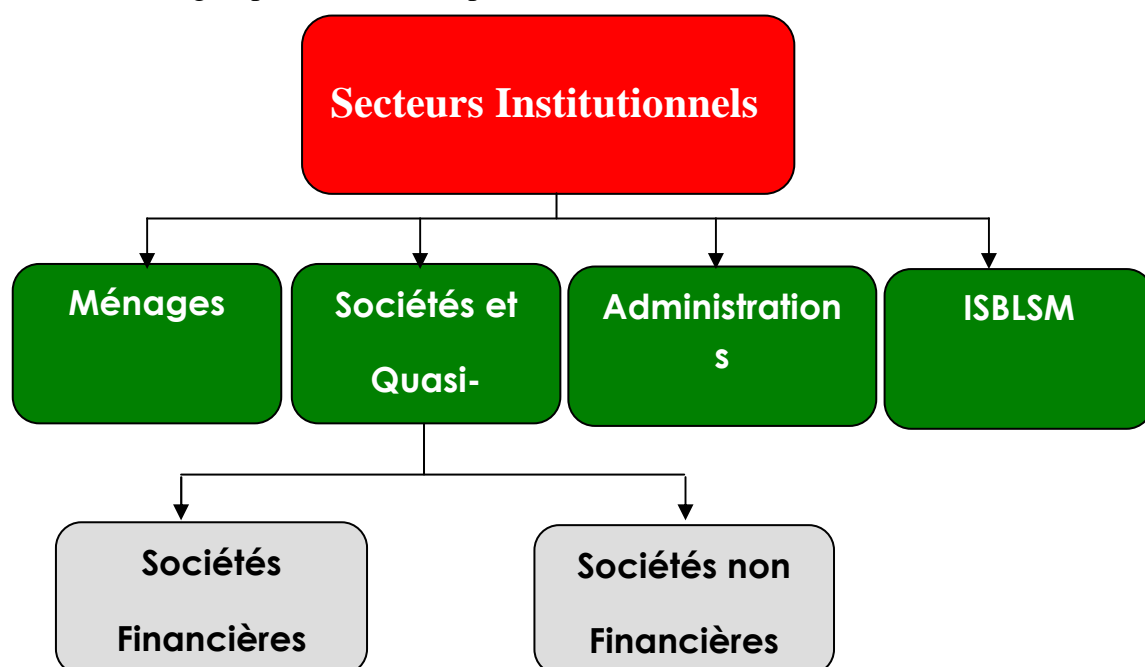 Secteurs Institutionnels
Ménages
Sociétés et
Quasi-
Administration
s
ISBLSM
Sociétés
Financières
Sociétés non
Financières